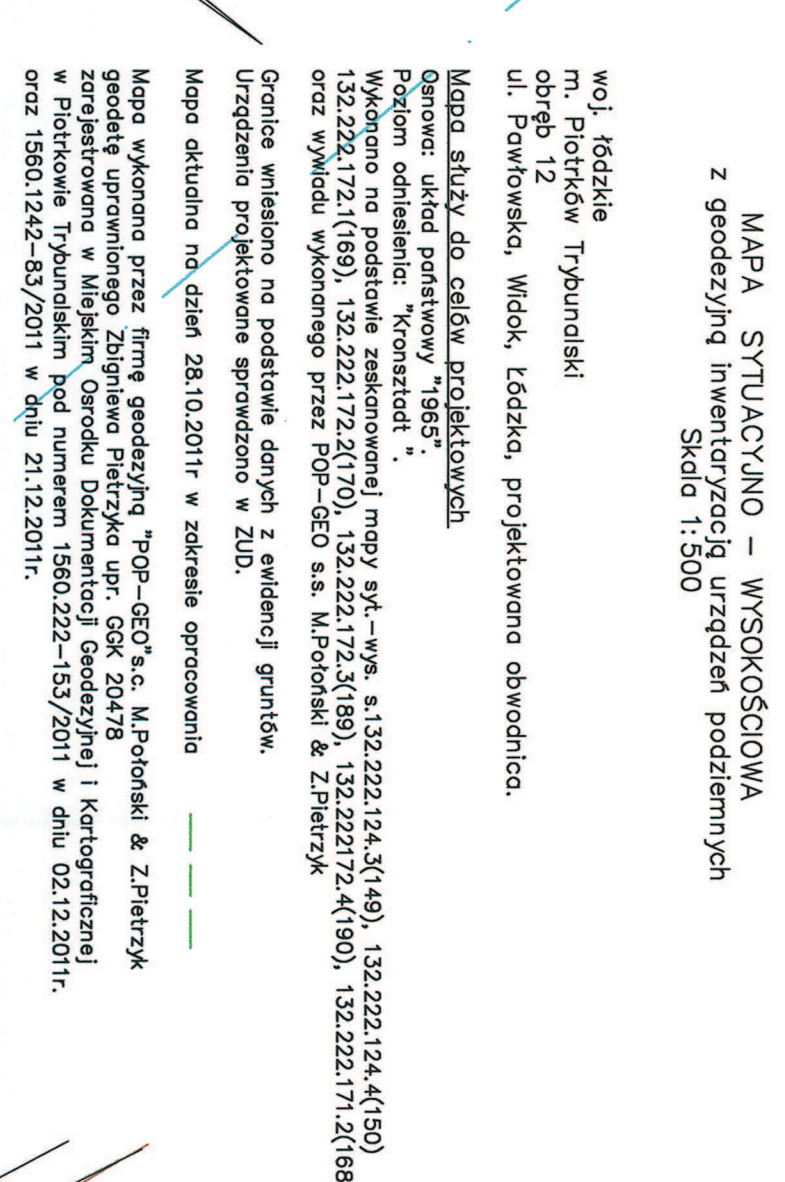 MAPA SYTUACYJNO – WYSOKOŚCIOWA
z geodezyjną inwentaryzacją urządzeń podziemnych
Skala 1:500
woj. łódzkie
m. Piotrków Trybunalski
obręb 12
ul. Pawłowska, Widok, Łódzka, projektowana obwodnica.
Mapa służy do celów projektowych
Osnowa: układ państwowy "1965".
Poziom odniesienia: "Kronsztadt ".
Wykonano na podstawie zeskanowanej mapy syt.–wys. s.132.222.124.3(149), 132.222.124.4(150)
132.222.172.1(169), 132.222.172.2(170), 132.222.172.3(189), 132.222172.4(190), 132.222.171.2(168
oraz wywiadu wykonanego przez POP–GEO s.s. M.Połoński & Z.Pietrzyk
Granice wniesiono na podstawie danych z ewidencji gruntów.
Urządzenia projektowane sprawdzono w ZUD.
Mapa aktualna na dzień 28.10.2011r w zakresie opracowania
Mapa wykonana przez firmę geodezyjną "POP–GEO"s.c. M.Połoński & Z.Pietrzyk
geodetę uprawnionego Zbigniewa Pietrzyka upr. GGK 20478
zarejestrowana w Miejskim Osrodku Dokumentacji Geodezyjnej i Kartograficznej
w Piotrkowie Trybunalskim pod numerem 1560.222–153/2011 w dniu 02.12.2011r.
oraz 1560.1242–83/2011 w dniu 21.12.2011r.